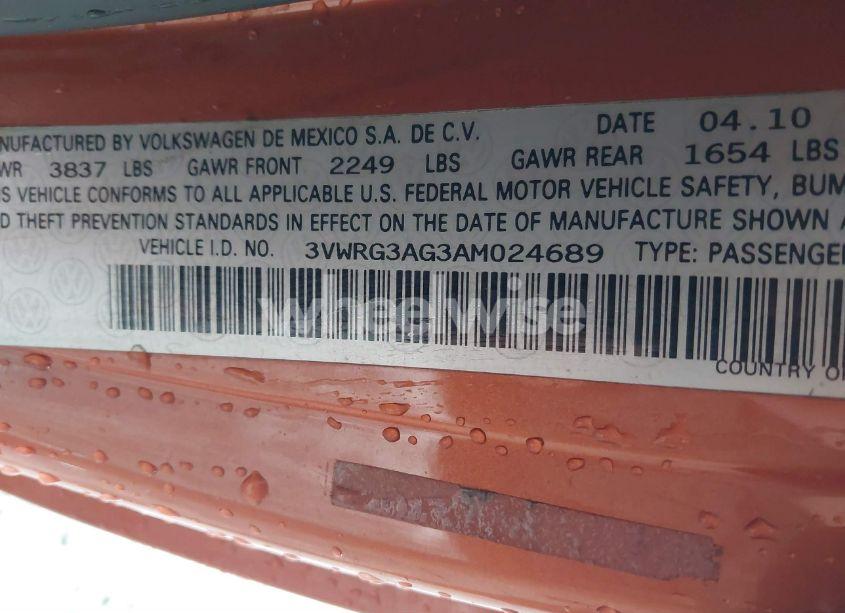 NUFACTURED BY VOLKSWAGEN DE MEXICO S.A. DE C.V. DATE 04.10
WR 3837 LBS GAWR FRONT 2249 LBS GAWR REAR 1654 LBS
IS VEHICLE CONFORMS TO ALL APPLICABLE U.S. FEDERAL MOTOR VEHICLE SAFETY, BUM
D THEFT PREVENTION STANDARDS IN EFFECT ON THE DATE OF MANUFACTURE SHOWN A
VEHICLE I.D. NO. 3VWRG3AG3AM024689 TYPE: PASSENGE
wheelwise
COUNTRY O